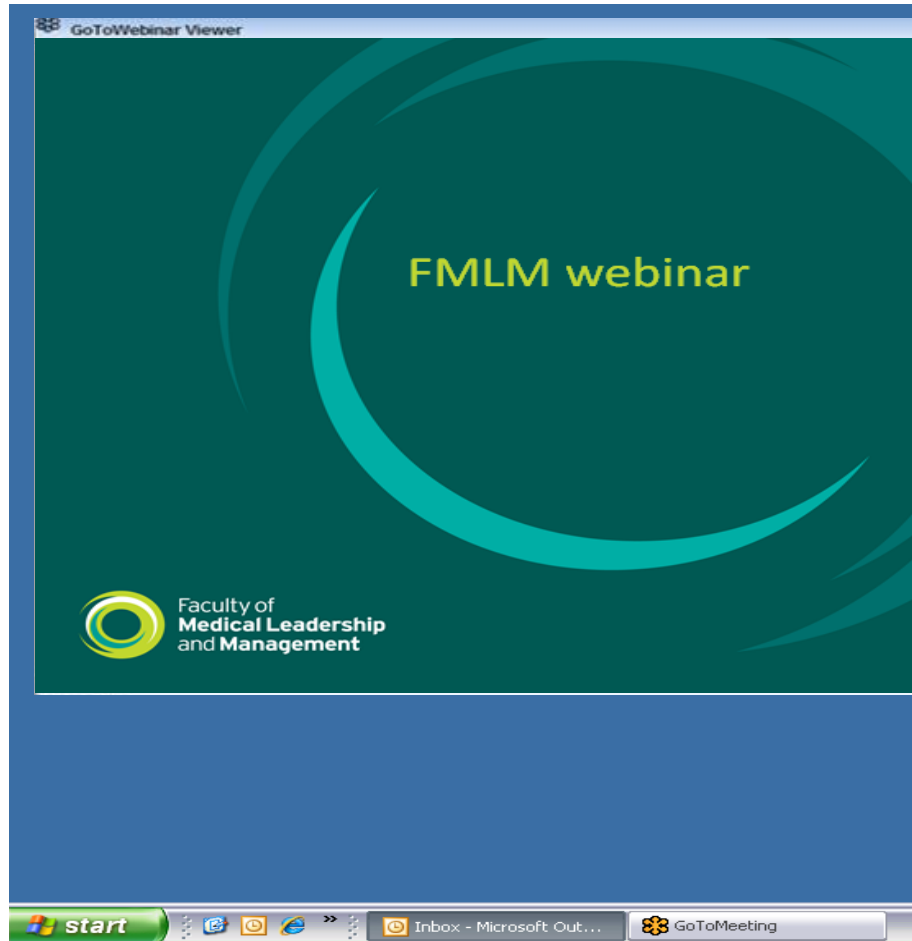 GoToWebinar Viewer
FMLM webinar
Faculty of
Medical Leadership
and Management
start
»
Inbox - Microsoft Out...
GoToMeeting